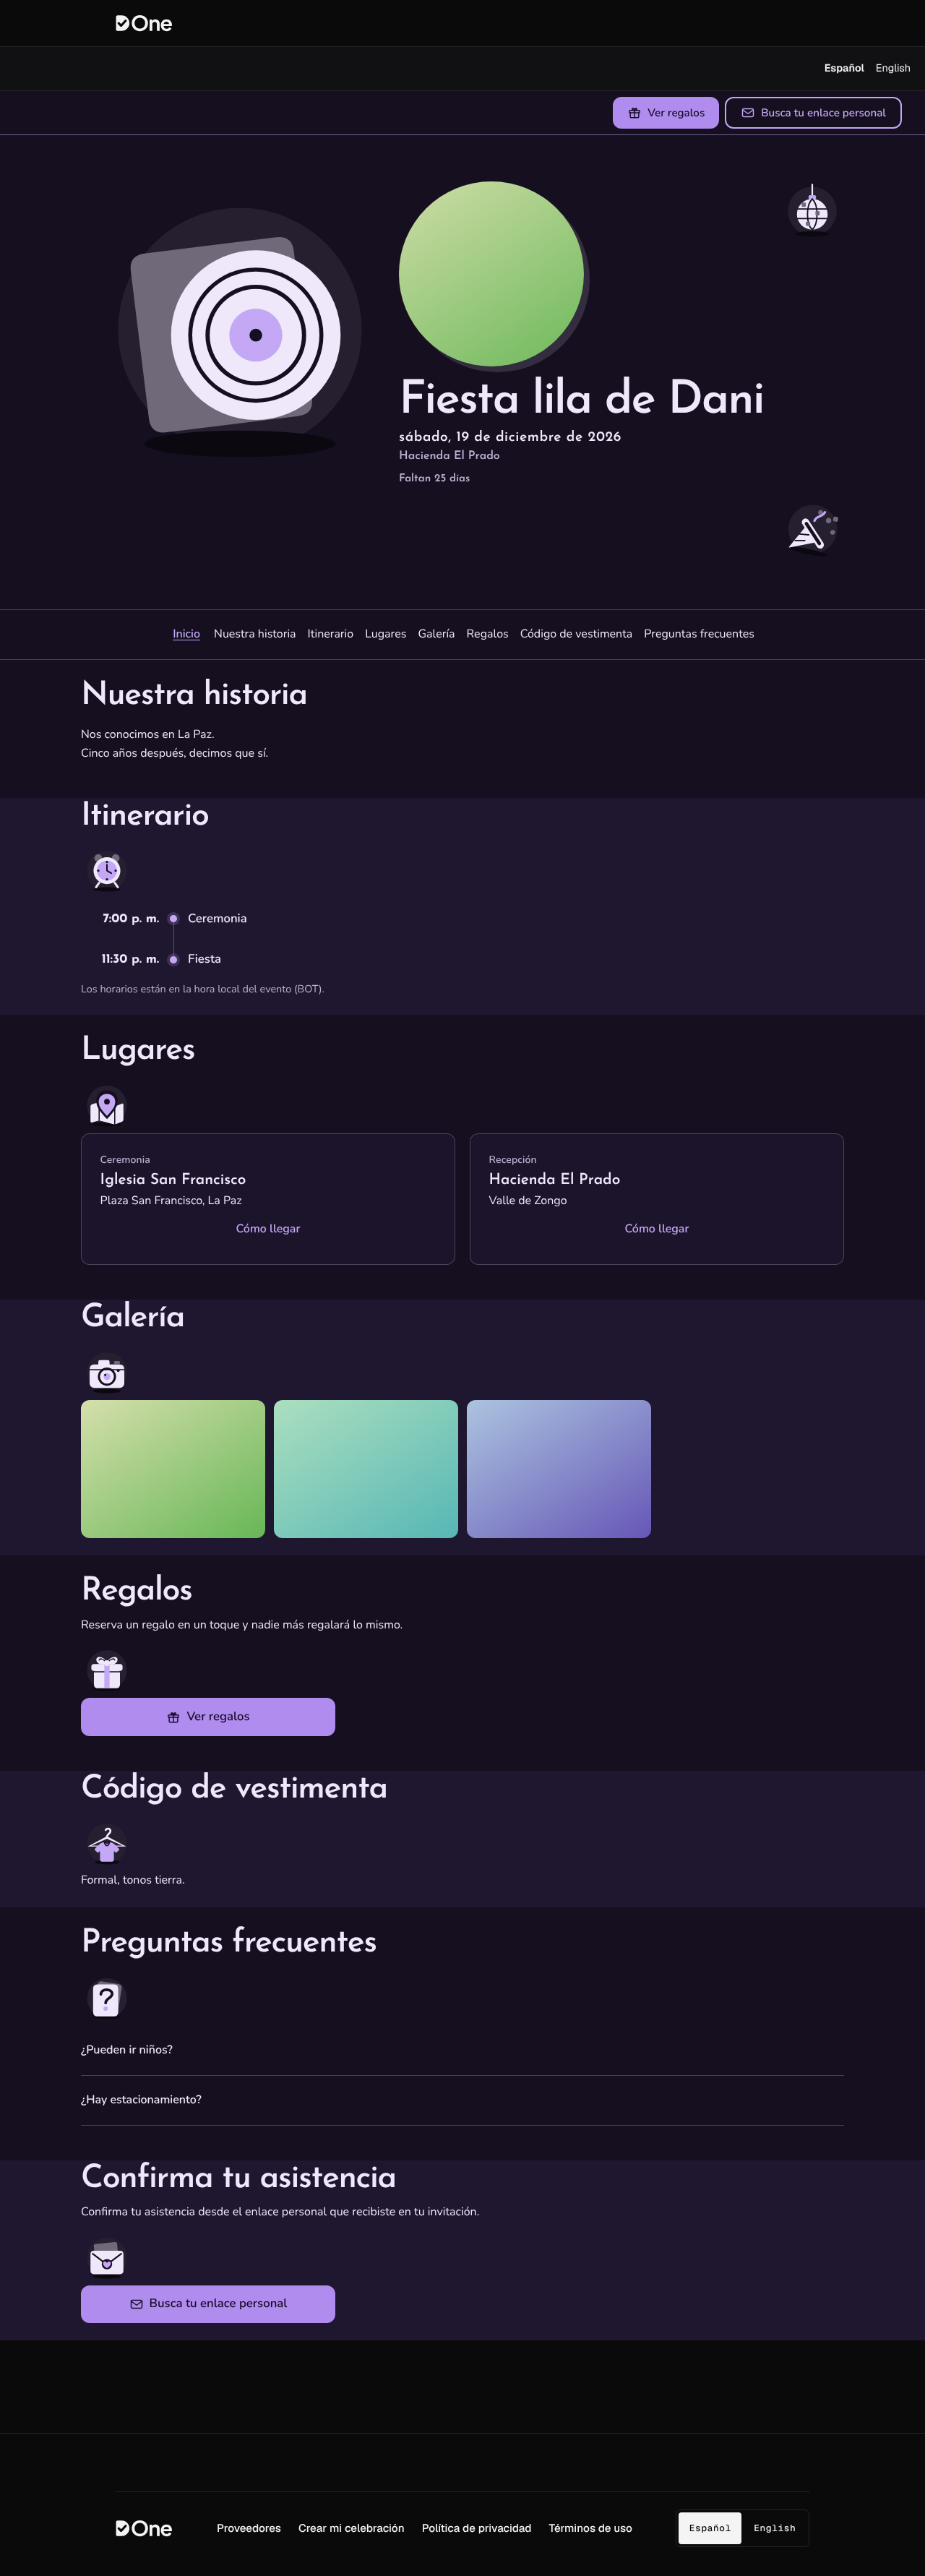 DOne
Español English
Ver regalos
Busca tu enlace personal
Fiesta lila de Dani
sábado, 19 de diciembre de 2026
Hacienda El Prado
Faltan 25 días
Inicio Nuestra historia Itinerario Lugares Galería Regalos Código de vestimenta Preguntas frecuentes
Nuestra historia
Nos conocimos en La Paz.
Cinco años después, decimos que sí.
Itinerario
7:00 p. m. Ceremonia
11:30 p. m. Fiesta
Los horarios están en la hora local del evento (BOT).
Lugares
Ceremonia
Iglesia San Francisco
Plaza San Francisco, La Paz
Cómo llegar
Recepción
Hacienda El Prado
Valle de Zongo
Cómo llegar
Galería
Regalos
Reserva un regalo en un toque y nadie más regalará lo mismo.
Ver regalos
Código de vestimenta
Formal, tonos tierra.
Preguntas frecuentes
?
¿Pueden ir niños?
¿Hay estacionamiento?
Confirma tu asistencia
Confirma tu asistencia desde el enlace personal que recibiste en tu invitación.
Busca tu enlace personal
DOne
Proveedores Crear mi celebración Política de privacidad Términos de uso
Español English